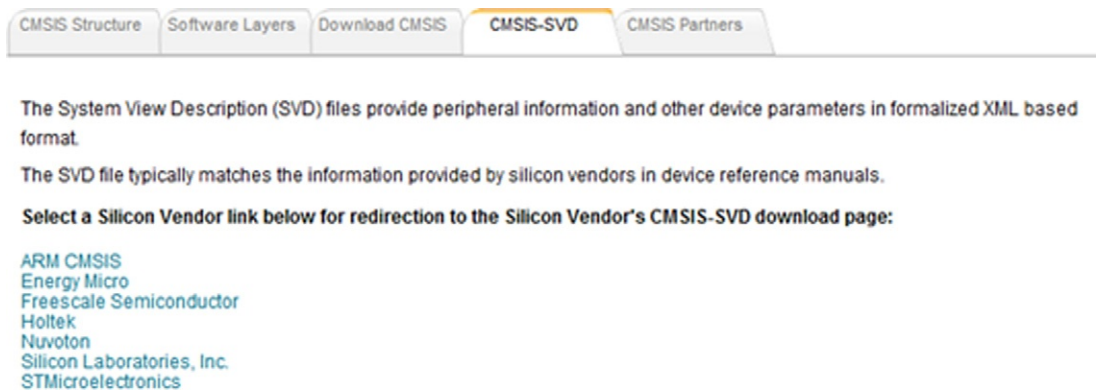 CMSIS Structure Software Layers Download CMSIS CMSIS-SVD CMSIS Partners
The System View Description (SVD) files provide peripheral information and other device parameters in formalized XML based
format.
The SVD file typically matches the information provided by silicon vendors in device reference manuals.
Select a Silicon Vendor link below for redirection to the Silicon Vendor's CMSIS-SVD download page:
ARM CMSIS
Energy Micro
Freescale Semiconductor
Holtek
Nuvoton
Silicon Laboratories, Inc.
STMicroelectronics